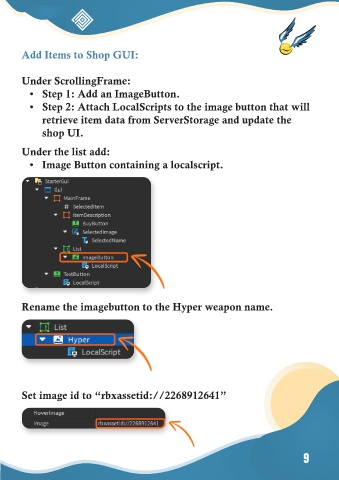 Add Items to Shop GUI:
Under ScrollingFrame:
• Step 1: Add an ImageButton.
• Step 2: Attach LocalScripts to the image button that will
retrieve item data from ServerStorage and update the
shop UI.
Under the list add:
• Image Button containing a localscript.
StarterGui
Gui
MainFrame
# SelectedItem
ItemDescription
BuyButton
SelectedImage
SelectedName
List
ImageButton
LocalScript
TextButton
LocalScript
Rename the imagebutton to the Hyper weapon name.
List
Hyper
LocalScript
Set image id to “rbxassetid://2268912641”
HoverImage
Image rbxassetid://2268912641
9